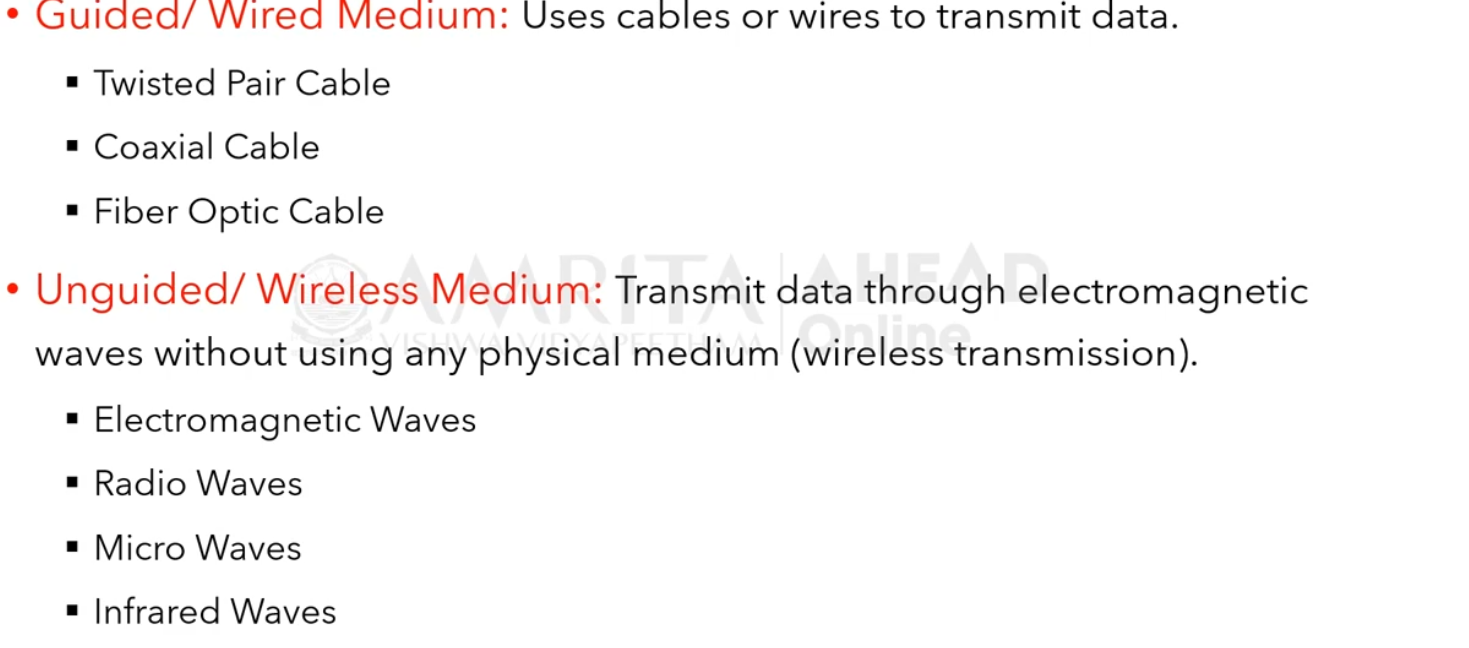 • Guided/ Wired Medium: Uses cables or wires to transmit data.
▪ Twisted Pair Cable
▪ Coaxial Cable
▪ Fiber Optic Cable
AMRITA AHEAD
VISHWA VIDYAPEETHAM Online
• Unguided/ Wireless Medium: Transmit data through electromagnetic
waves without using any physical medium (wireless transmission).
▪ Electromagnetic Waves
▪ Radio Waves
▪ Micro Waves
▪ Infrared Waves